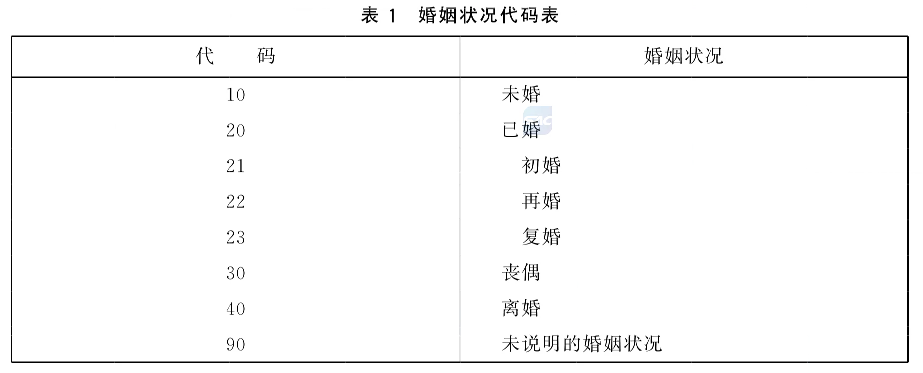 表 1 婚姻状况代码表
代 码 婚姻状况
10 未婚
20 已婚
21 初婚
22 再婚
23 复婚
30 丧偶
40 离婚
90 未说明的婚姻状况